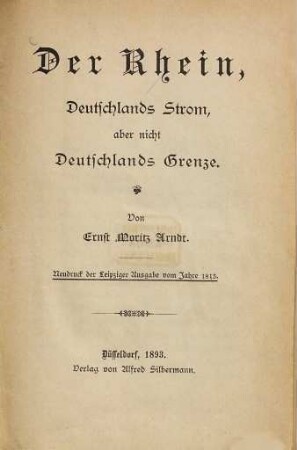 Der Rhein,
Deutschlands Strom,
aber nicht
Deutschlands Grenze.
Von
Ernst Moritz Arndt.
Neudruck der Leipziger Ausgabe vom Jahre 1813.
Düsseldorf, 1893.
Verlag von Alfred Silbermann.